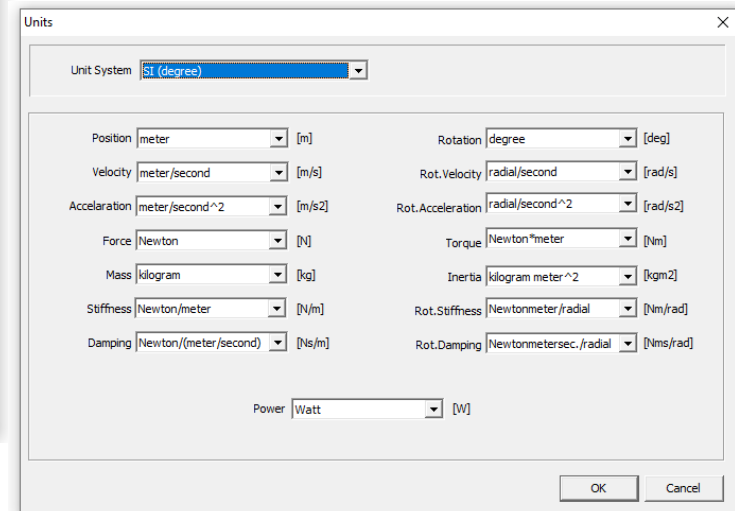 Units
Unit System SI (degree)
Position meter [m] Rotation degree [deg]
Velocity meter/second [m/s] Rot.Velocity radial/second [rad/s]
Accelaration meter/second^2 [m/s2] Rot.Acceleration radial/second^2 [rad/s2]
Force Newton [N] Torque Newton*meter [Nm]
Mass kilogram [kg] Inertia kilogram meter^2 [kgm2]
Stiffness Newton/meter [N/m] Rot.Stiffness Newtonmeter/radial [Nm/rad]
Damping Newton/(meter/second) [Ns/m] Rot.Damping Newtonmetersec./radial [Nms/rad]
Power Watt [W]
OK Cancel